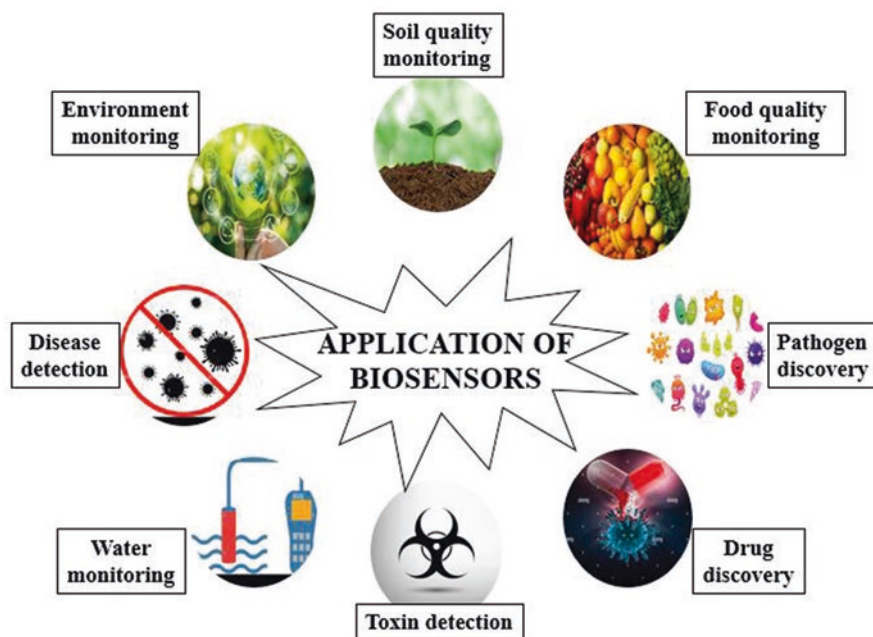 Soil quality
monitoring
Environment
monitoring
Food quality
monitoring
Disease
detection
APPLICATION OF
BIOSENSORS
Pathogen
discovery
Water
monitoring
Drug
discovery
Toxin detection